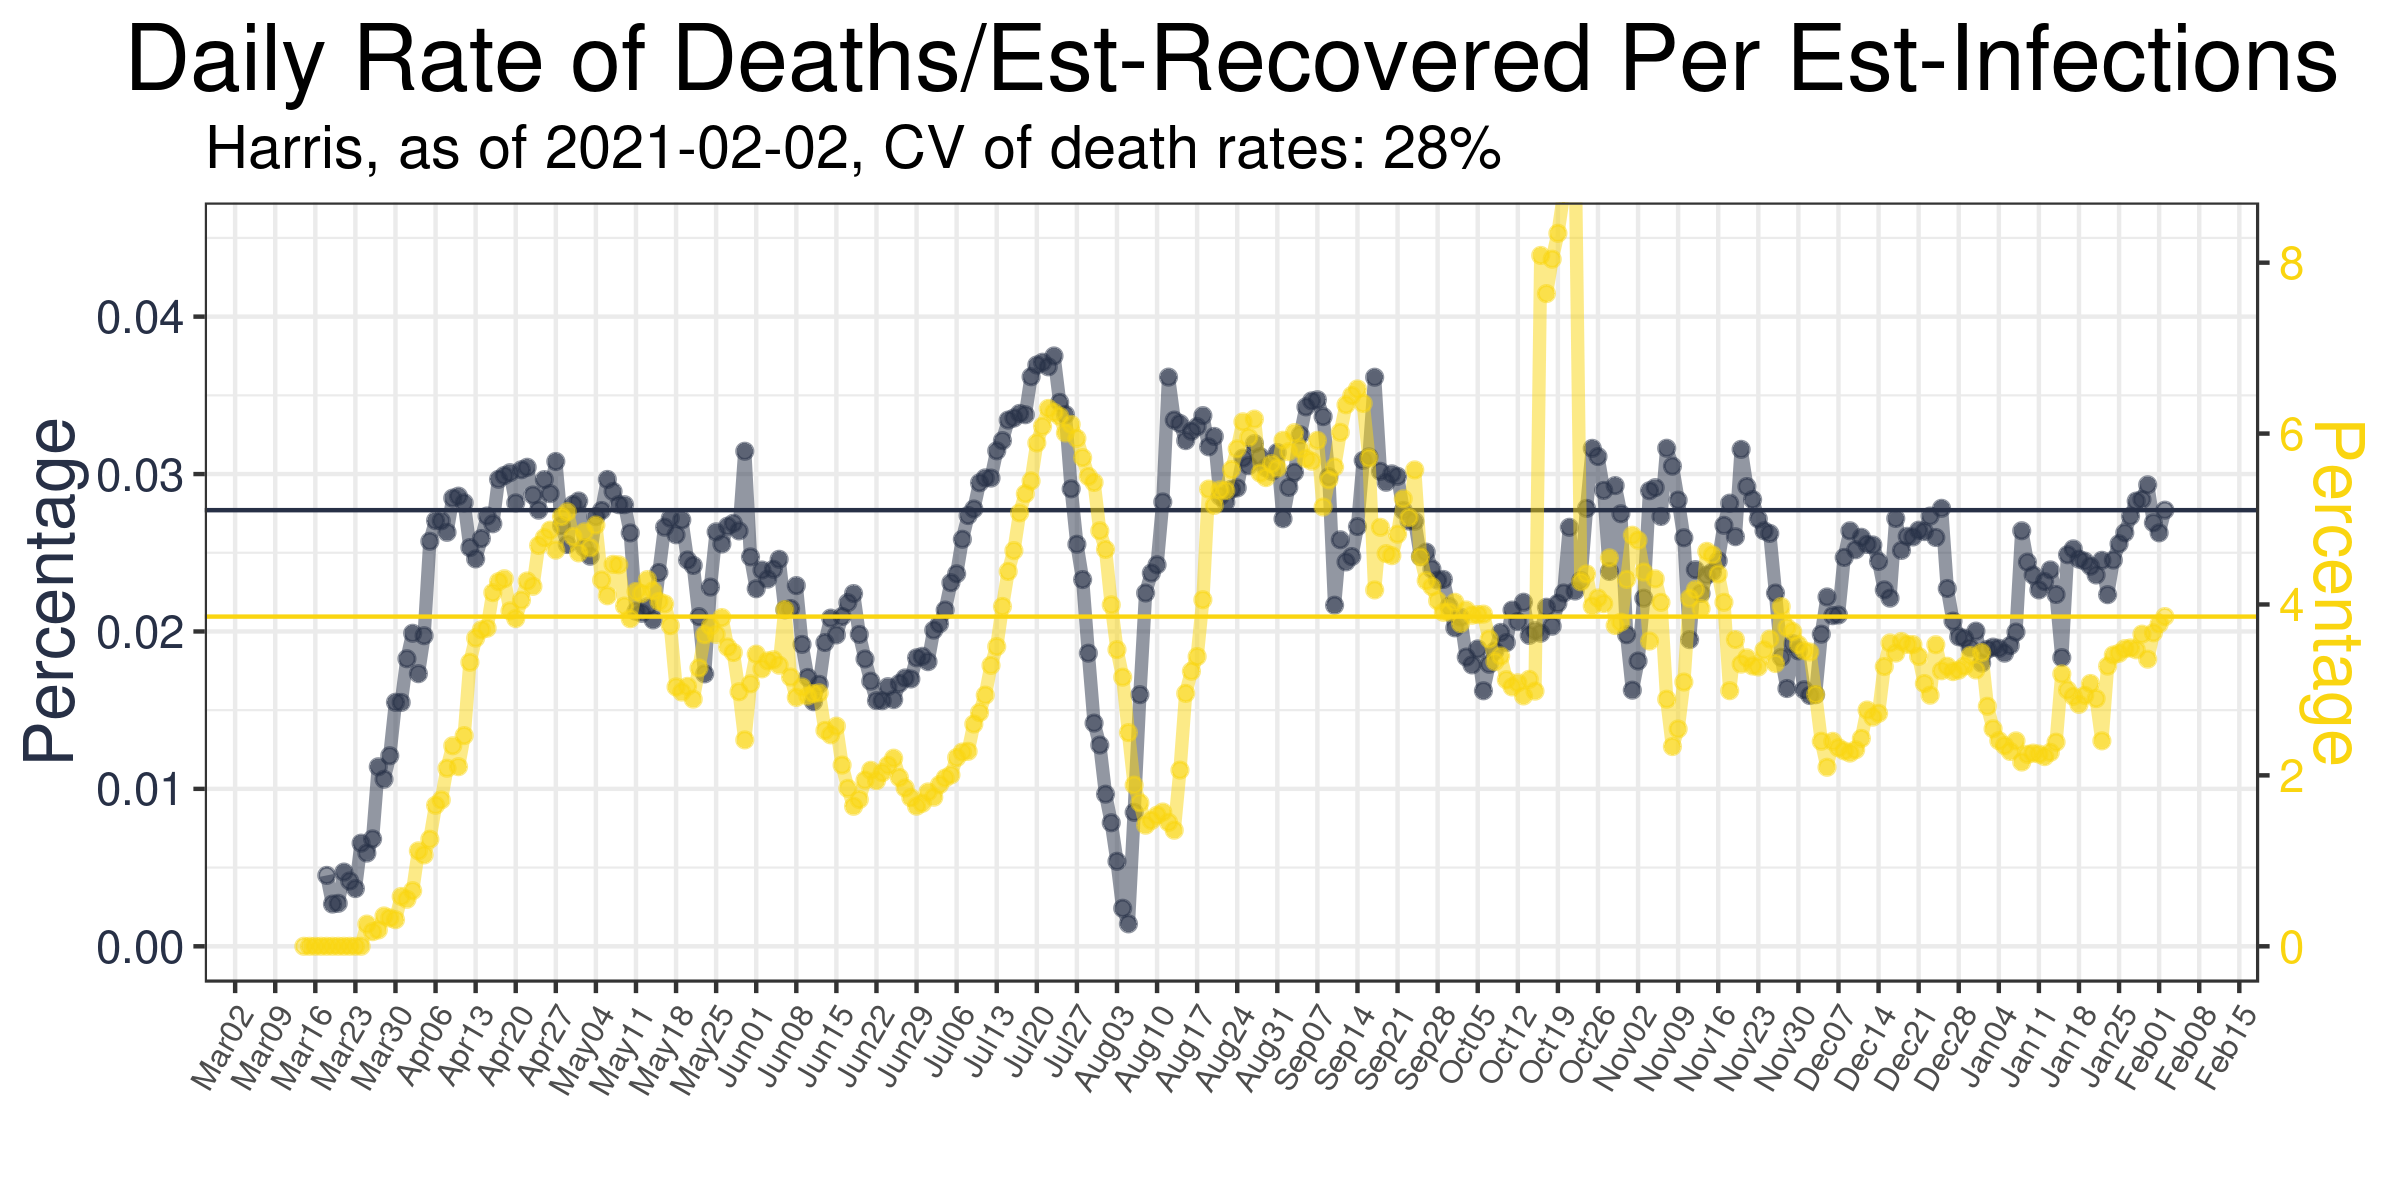 Daily Rate of Deaths/Est-Recovered Per Est-Infections
Harris, as of 2021-02-02, CV of death rates: 28%
Percentage
0.04
0.03
0.02
0.01
0.00
8
6
4
2
0
Percentage
Mar02 Mar09 Mar16 Mar23 Mar30 Apr06 Apr13 Apr20 Apr27 May04 May11 May18 May25 Jun01 Jun08 Jun15 Jun22 Jun29 Jul06 Jul13 Jul20 Jul27 Aug03 Aug10 Aug17 Aug24 Aug31 Sep07 Sep14 Sep21 Sep28 Oct05 Oct12 Oct19 Oct26 Nov02 Nov09 Nov16 Nov23 Nov30 Dec07 Dec14 Dec21 Dec28 Jan04 Jan11 Jan18 Jan25 Feb01 Feb08 Feb15